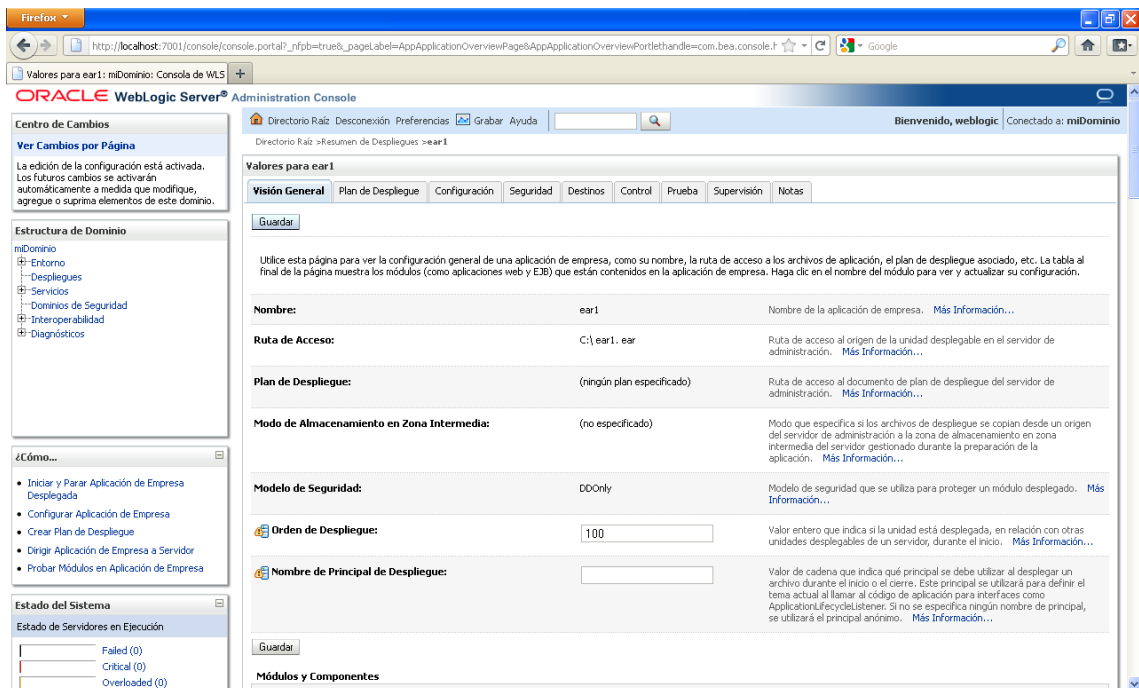 Firefox
http://localhost:7001/console/console.portal?_nfpb=true&_pageLabel=AppApplicationOverviewPage&AppApplicationOverviewPortlethandle=com.bea.console.h
Google
Valores para ear1: miDominio: Consola de WLS
ORACLE WebLogic Server® Administration Console
Centro de Cambios
Ver Cambios por Página
La edición de la configuración está activada.
Los futuros cambios se activarán
automáticamente a medida que modifique,
agregue o suprima elementos de este dominio.
Estructura de Dominio
miDominio
Entorno
Despliegues
Servicios
Dominios de Seguridad
Interoperabilidad
Diagnósticos
¿Cómo...
Iniciar y Parar Aplicación de Empresa
Desplegada
Configurar Aplicación de Empresa
Crear Plan de Despliegue
Dirigir Aplicación de Empresa a Servidor
Probar Módulos en Aplicación de Empresa
Estado del Sistema
Estado de Servidores en Ejecución
Failed (0)
Critical (0)
Overloaded (0)
Directorio Raíz Desconexión Preferencias Grabar Ayuda
Bienvenido, weblogic Conectado a: miDominio
Directorio Raíz >Resumen de Despliegues >ear1
Valores para ear1
Visión General Plan de Despliegue Configuración Seguridad Destinos Control Prueba Supervisión Notas
Guardar
Utilice esta página para ver la configuración general de una aplicación de empresa, como su nombre, la ruta de acceso a los archivos de aplicación, el plan de despliegue asociado, etc. La tabla al
final de la página muestra los módulos (como aplicaciones web y EJB) que están contenidos en la aplicación de empresa. Haga clic en el nombre del módulo para ver y actualizar su configuración.
Nombre: ear1 Nombre de la aplicación de empresa. Más Información...
Ruta de Acceso: C:\ ear1. ear Ruta de acceso al origen de la unidad desplegable en el servidor de
administración. Más Información...
Plan de Despliegue: (ningún plan especificado) Ruta de acceso al documento de plan de despliegue del servidor de
administración. Más Información...
Modo de Almacenamiento en Zona Intermedia: (no especificado) Modo que especifica si los archivos de despliegue se copian desde un origen
del servidor de administración a la zona de almacenamiento en zona
intermedia del servidor gestionado durante la preparación de la
aplicación. Más Información...
Modelo de Seguridad: DDOnly Modelo de seguridad que se utiliza para proteger un módulo desplegado. Más
Información...
Orden de Despliegue: 100 Valor entero que indica si la unidad está desplegada, en relación con otras
unidades desplegables de un servidor, durante el inicio. Más Información...
Nombre de Principal de Despliegue: Valor de cadena que indica qué principal se debe utilizar al desplegar un
archivo durante el inicio o el cierre. Este principal se utilizará para definir el
tema actual al llamar al código de aplicación para interfaces como
ApplicationLifecycleListener. Si no se especifica ningún nombre de principal,
se utilizará el principal anónimo. Más Información...
Guardar
Módulos y Componentes